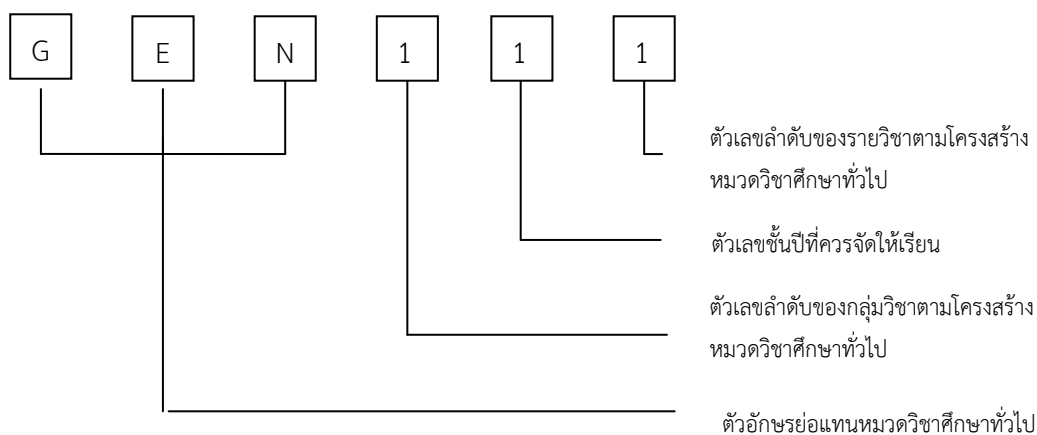 G E N 1 1 1
ตัวเลขลำดับของรายวิชาตามโครงสร้าง
หมวดวิชาศึกษาทั่วไป
ตัวเลขชั้นปีที่ควรจัดให้เรียน
ตัวเลขลำดับของกลุ่มวิชาตามโครงสร้าง
หมวดวิชาศึกษาทั่วไป
ตัวอักษรย่อแทนหมวดวิชาศึกษาทั่วไป